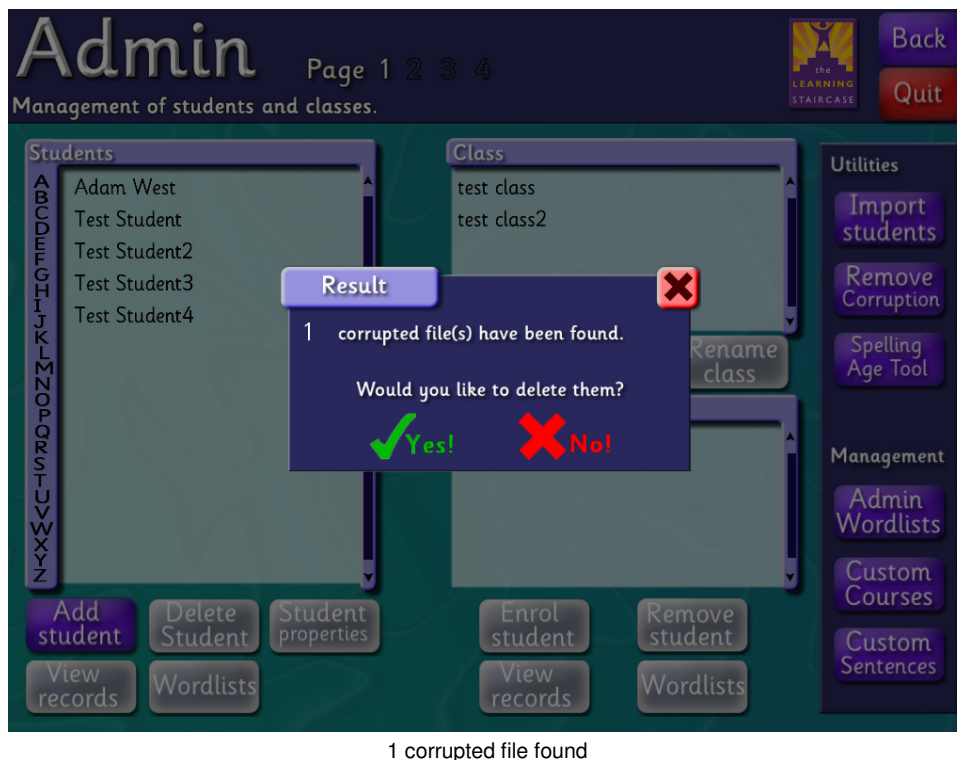 Admin
Page 1 2 3 4
Management of students and classes.
the
LEARNING
STAIRCASE
Back
Quit
Students
A
B
C
D
E
F
G
H
I
J
K
L
M
N
O
P
Q
R
S
T
U
V
W
X
Y
Z
Adam West
Test Student
Test Student2
Test Student3
Test Student4
Class
test class
test class2
Rename
class
Result
1 corrupted file(s) have been found.
Would you like to delete them?
Yes!
No!
Utilities
Import
students
Remove
Corruption
Spelling
Age Tool
Management
Admin
Wordlists
Custom
Courses
Custom
Sentences
Add
student
Delete
Student
Student
properties
View
records
Wordlists
Enrol
student
Remove
student
View
records
Wordlists
1 corrupted file found